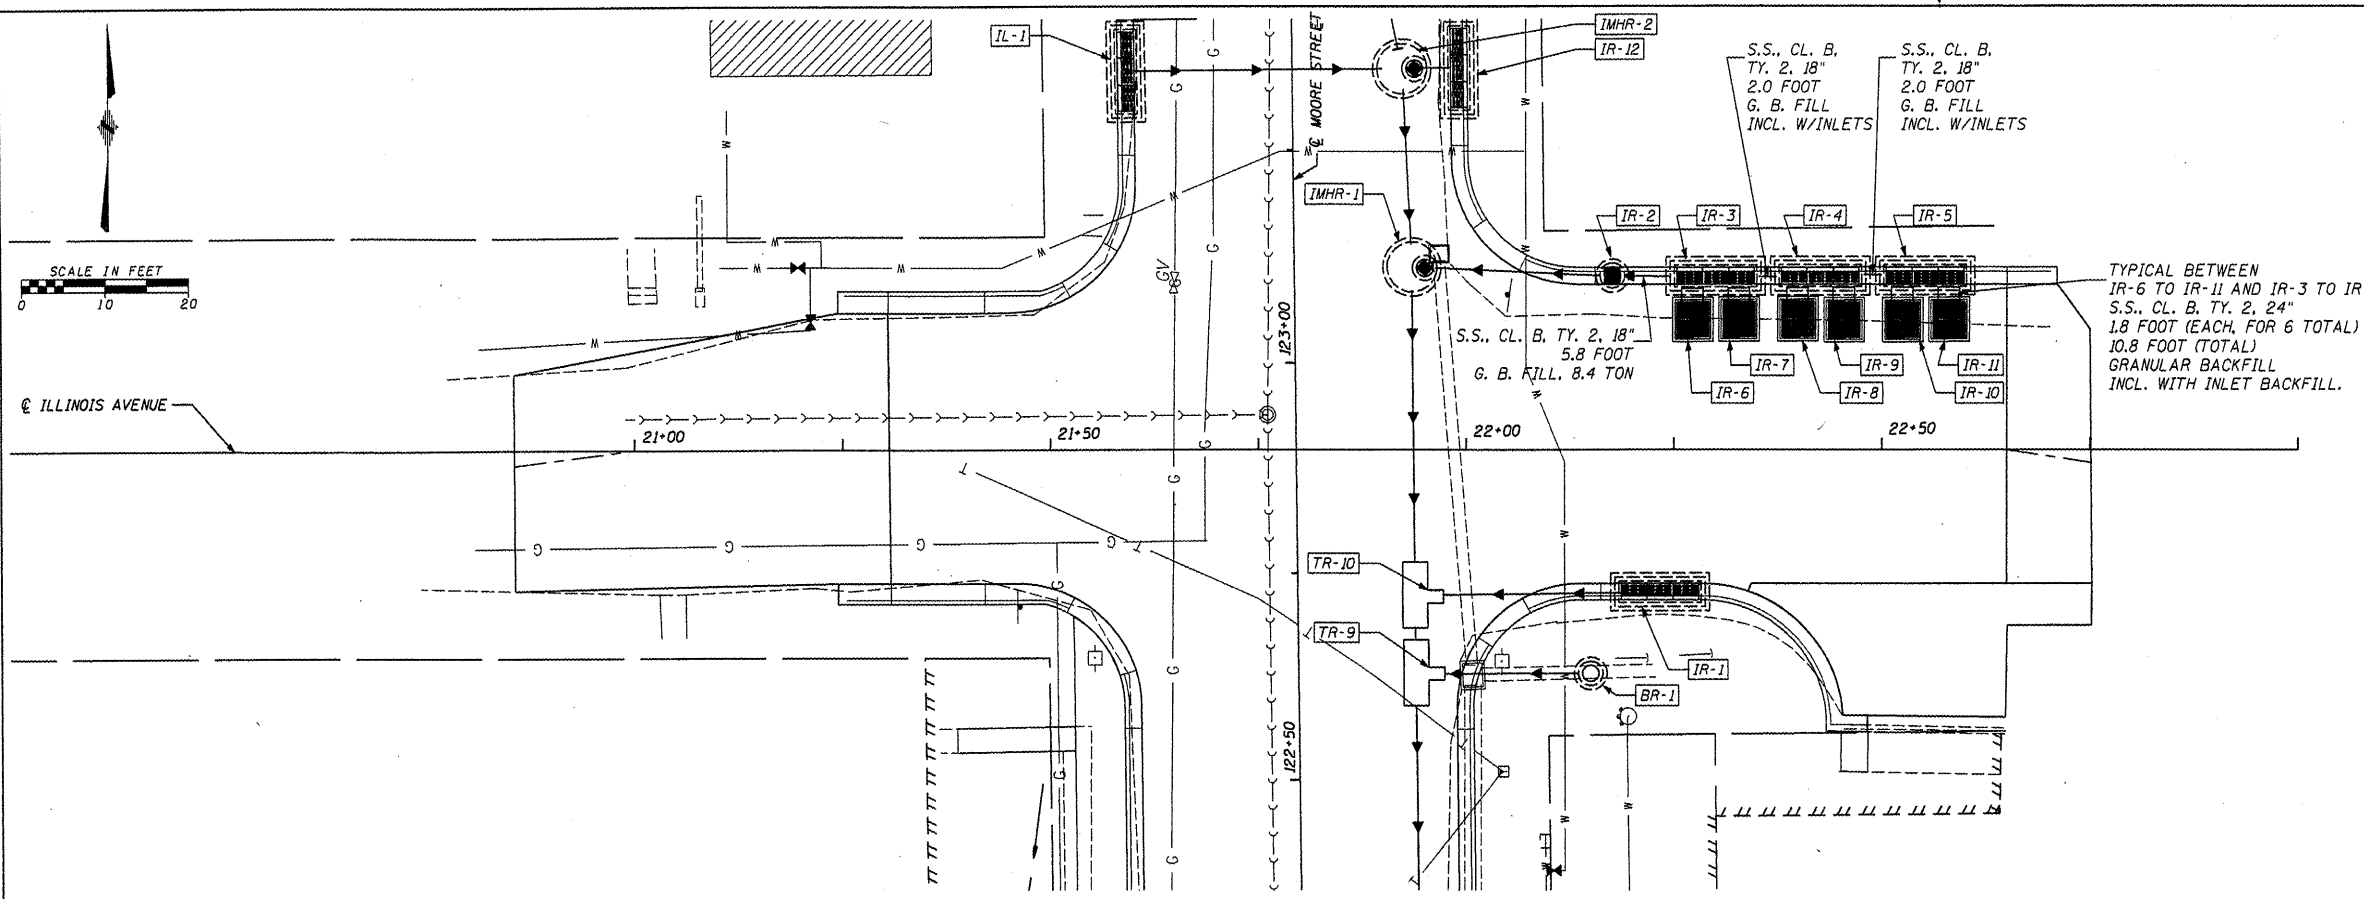 IL-1
MOORE STREET
IMHR-2
IR-12
S.S., CL. B,
TY. 2, 18"
2.0 FOOT
G. B. FILL
INCL. W/INLETS
S.S., CL. B,
TY. 2, 18"
2.0 FOOT
G. B. FILL
INCL. W/INLETS
IMHR-1
IR-2
IR-3
IR-4
IR-5
SCALE IN FEET
0 10 20
GV
TYPICAL BETWEEN
IR-6 TO IR-11 AND IR-3 TO IR
S.S., CL. B, TY. 2, 24"
1.8 FOOT (EACH, FOR 6 TOTAL)
10.8 FOOT (TOTAL)
GRANULAR BACKFILL
INCL. WITH INLET BACKFILL.
123+00
S.S., CL. B, TY. 2, 18"
5.8 FOOT
G. B. FILL, 8.4 TON
IR-7
IR-9
IR-11
IR-6
IR-8
IR-10
℄ ILLINOIS AVENUE
21+00
21+50
22+00
22+50
TR-10
TR-9
IR-1
BR-1
122+50